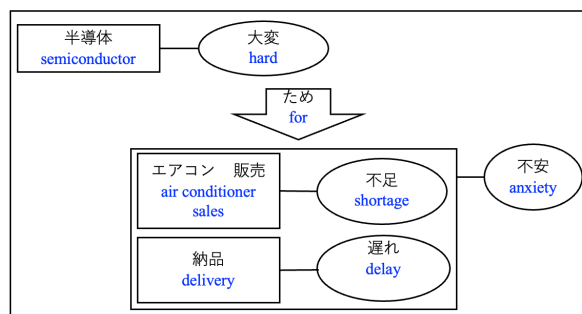 半導体
semiconductor
大変
hard
ため
for
エアコン 販売
air conditioner
sales
不足
shortage
不安
anxiety
納品
delivery
遅れ
delay